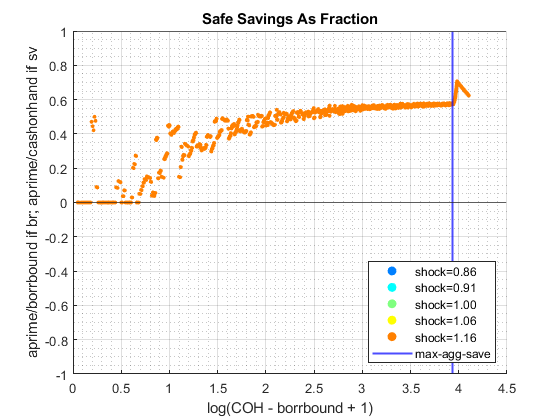 Safe Savings As Fraction
aprime/borrbound if br; aprime/cashonhand if sv
1
0.8
0.6
0.4
0.2
0
-0.2
-0.4
-0.6
-0.8
-1
shock=0.86
shock=0.91
shock=1.00
shock=1.06
shock=1.16
max-agg-save
0 0.5 1 1.5 2 2.5 3 3.5 4 4.5
log(COH - borrbound + 1)